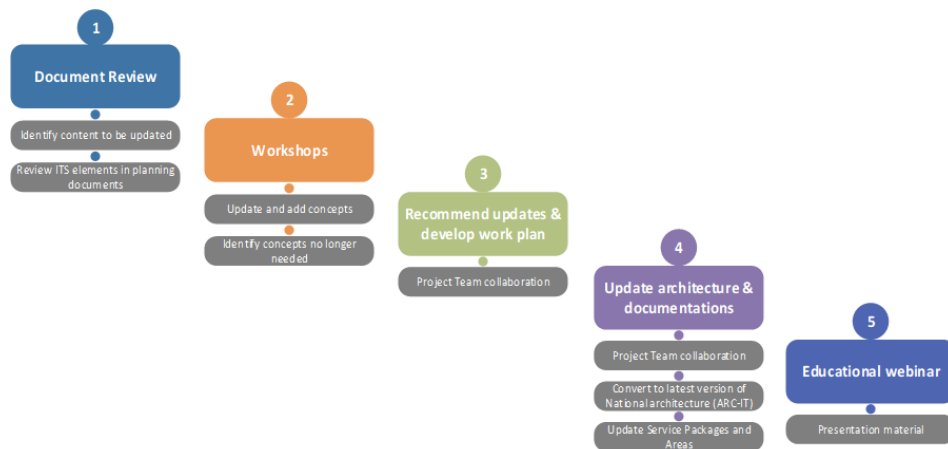 1
Document Review
Identify content to be updated
Review ITS elements in planning
documents
2
Workshops
Update and add concepts
Identify concepts no longer
needed
3
Recommend updates &
develop work plan
Project Team collaboration
4
Update architecture &
documentations
Project Team collaboration
Convert to latest version of
National architecture (ARC-IT)
Update Service Packages and
Areas
5
Educational webinar
Presentation material